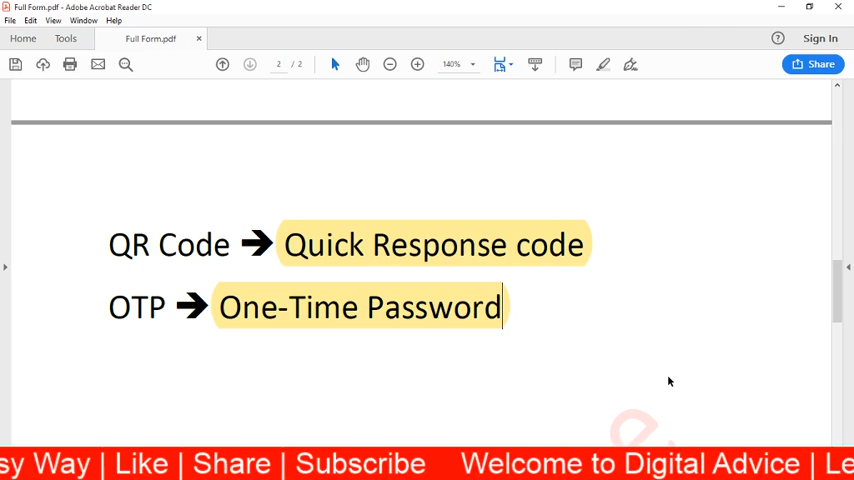 Full Form.pdf - Adobe Acrobat Reader DC
File Edit View Window Help
Home Tools Full Form.pdf × ? Sign In
2 / 2 140% Share
QR Code ➔ Quick Response code
OTP ➔ One-Time Password
e
sy Way | Like | Share | Subscribe Welcome to Digital Advice | Le